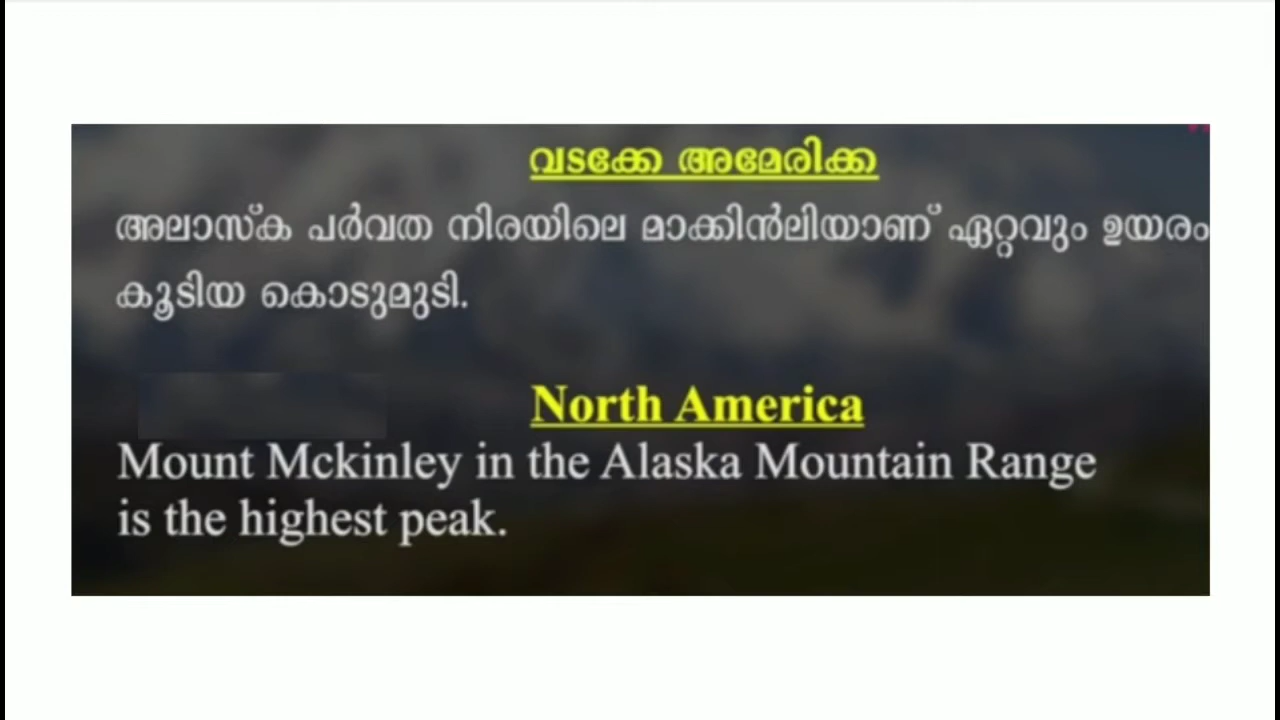 വടക്കേ അമേരിക്ക
അലാസ്ക പർവത നിരയിലെ മാക്കിൻലിയാണ് ഏറ്റവും ഉയരം
കൂടിയ കൊടുമുടി.
North America
Mount Mckinley in the Alaska Mountain Range
is the highest peak.